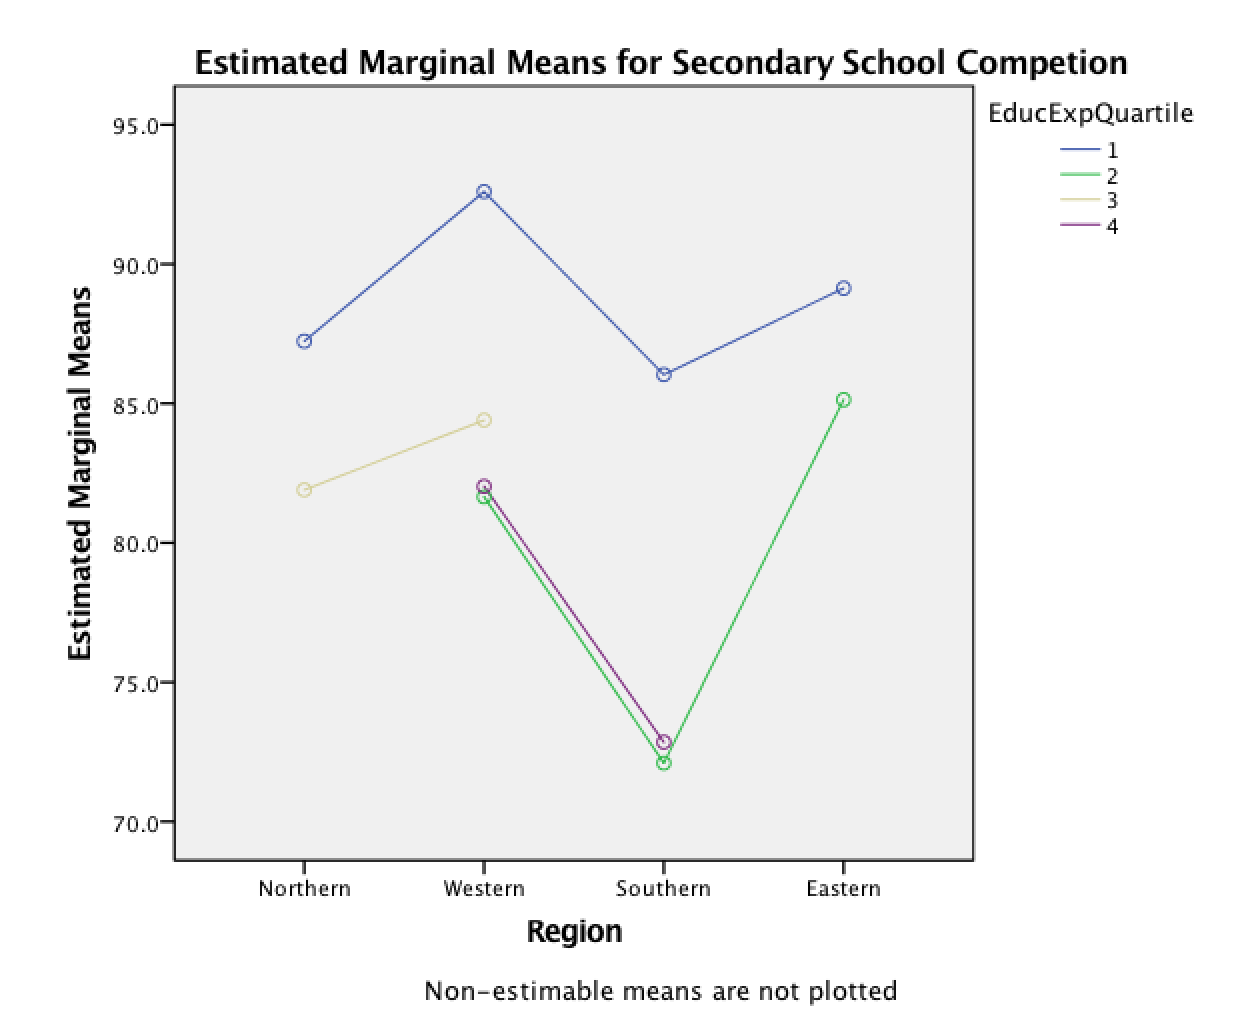 Estimated Marginal Means for Secondary School Competion
EducExpQuartile
1
2
3
4
Estimated Marginal Means
95.0
90.0
85.0
80.0
75.0
70.0
Northern Western Southern Eastern
Region
Non-estimable means are not plotted